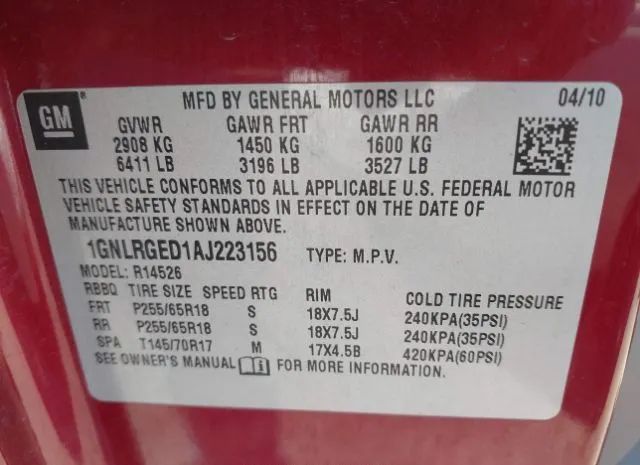 GM ®
MFD BY GENERAL MOTORS LLC 04/10
GVWR GAWR FRT GAWR RR
2908 KG 1450 KG 1600 KG
6411 LB 3196 LB 3527 LB
THIS VEHICLE CONFORMS TO ALL APPLICABLE U.S. FEDERAL MOTOR
VEHICLE SAFETY STANDARDS IN EFFECT ON THE DATE OF
MANUFACTURE SHOWN ABOVE.
1GNLRGED1AJ223156 TYPE: M.P.V.
MODEL: R14526
RBBQ TIRE SIZE SPEED RTG RIM COLD TIRE PRESSURE
FRT P255/65R18 S 18X7.5J 240KPA(35PSI)
RR P255/65R18 S 18X7.5J 240KPA(35PSI)
SPA T145/70R17 M 17X4.5B 420KPA(60PSI)
SEE OWNER'S MANUAL FOR MORE INFORMATION.